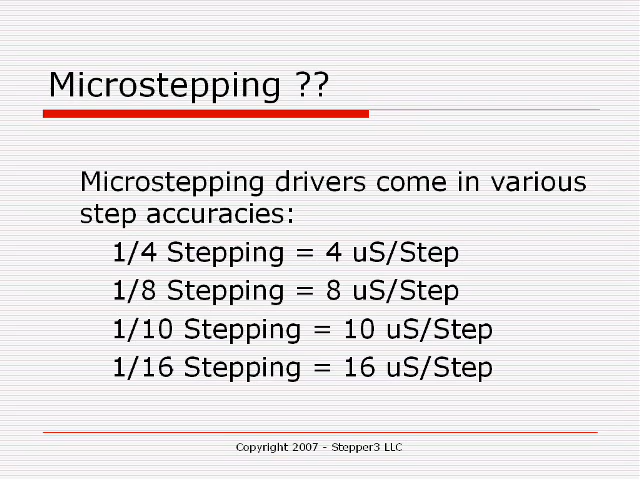 Microstepping ??
Microstepping drivers come in various
step accuracies:
1/4 Stepping = 4 uS/Step
1/8 Stepping = 8 uS/Step
1/10 Stepping = 10 uS/Step
1/16 Stepping = 16 uS/Step
Copyright 2007 - Stepper3 LLC